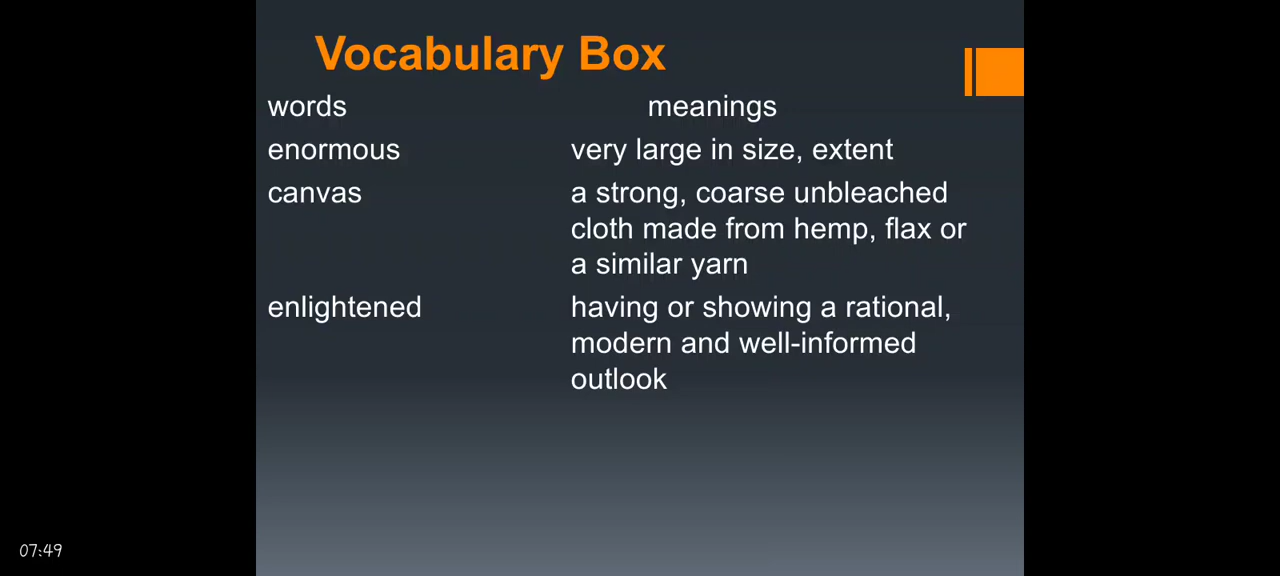 Vocabulary Box
words meanings
enormous very large in size, extent
canvas a strong, coarse unbleached
cloth made from hemp, flax or
a similar yarn
enlightened having or showing a rational,
modern and well-informed
outlook
07:49